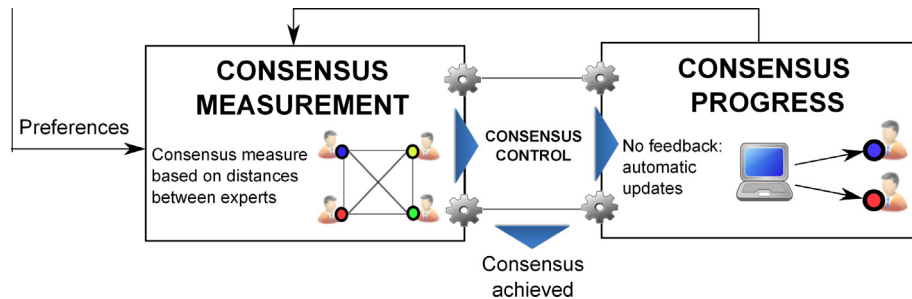 Preferences
CONSENSUS
MEASUREMENT
Consensus measure
based on distances
between experts
CONSENSUS
CONTROL
Consensus
achieved
CONSENSUS
PROGRESS
No feedback:
automatic
updates